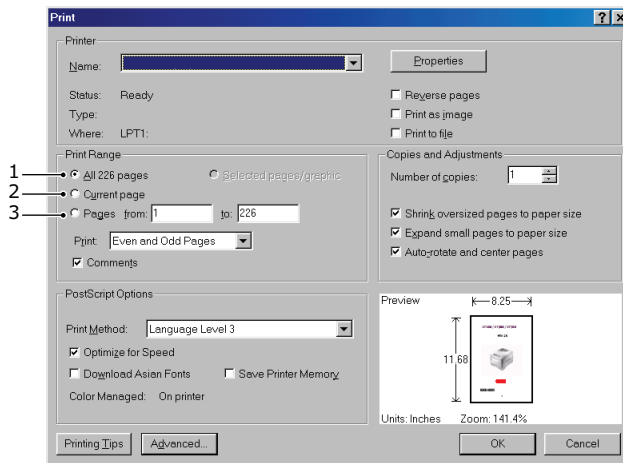 Print
Printer
Name:
Properties
Status: Ready
Type:
Where: LPT1:
Reverse pages
Print as image
Print to file
Print Range
1 All 226 pages
Selected pages/graphic
2 Current page
3 Pages from: 1 to: 226
Print: Even and Odd Pages
Comments
Copies and Adjustments
Number of copies: 1
Shrink oversized pages to paper size
Expand small pages to paper size
Auto-rotate and center pages
PostScript Options
Print Method: Language Level 3
Optimize for Speed
Download Asian Fonts
Save Printer Memory
Color Managed: On printer
Preview
8.25
11.68
Units: Inches Zoom: 141.4%
Printing Tips
Advanced...
OK
Cancel